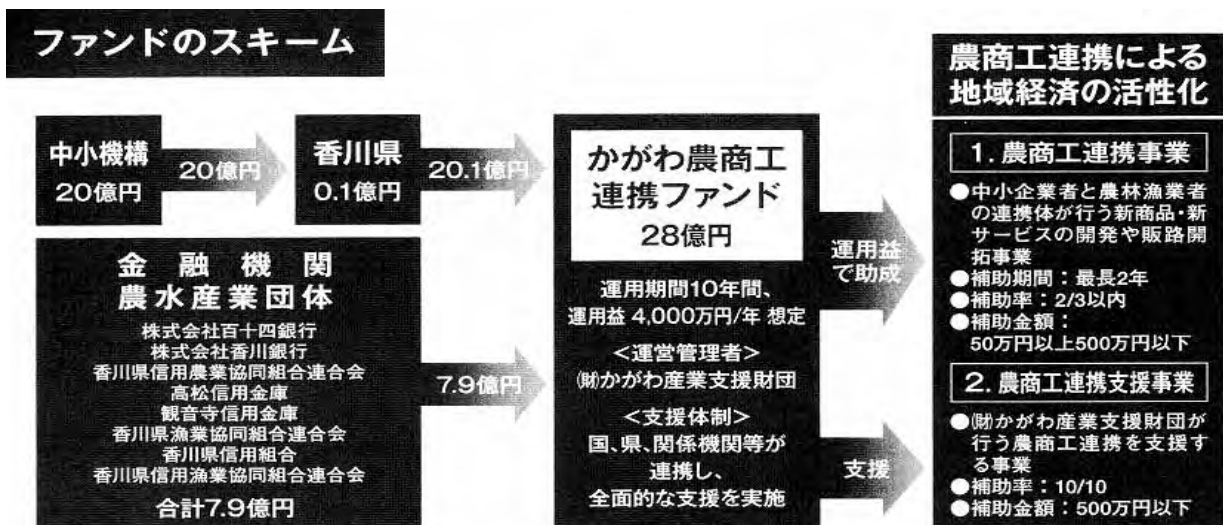 ファンドのスキーム
中小機構
20億円
20億円
香川県
0.1億円
20.1億円
金融機関
農水産業団体
株式会社百十四銀行
株式会社香川銀行
香川県信用農業協同組合連合会
高松信用金庫
観音寺信用金庫
香川県漁業協同組合連合会
香川県信用組合
香川県信用漁業協同組合連合会
合計7.9億円
7.9億円
かがわ農商工
連携ファンド
28億円
運用期間10年間、
運用益 4,000万円/年 想定
<運営管理者>
㈶かがわ産業支援財団
<支援体制>
国、県、関係機関等が
連携し、
全面的な支援を実施
運用益
で助成
支援
農商工連携による
地域経済の活性化
1. 農商工連携事業
●中小企業者と農林漁業者
の連携体が行う新商品・新
サービスの開発や販路開
拓事業
●補助期間：最長2年
●補助率：2/3以内
●補助金額：
50万円以上500万円以下
2. 農商工連携支援事業
●㈶かがわ産業支援財団が
行う農商工連携を支援す
る事業
●補助率：10/10
●補助金額：500万円以下